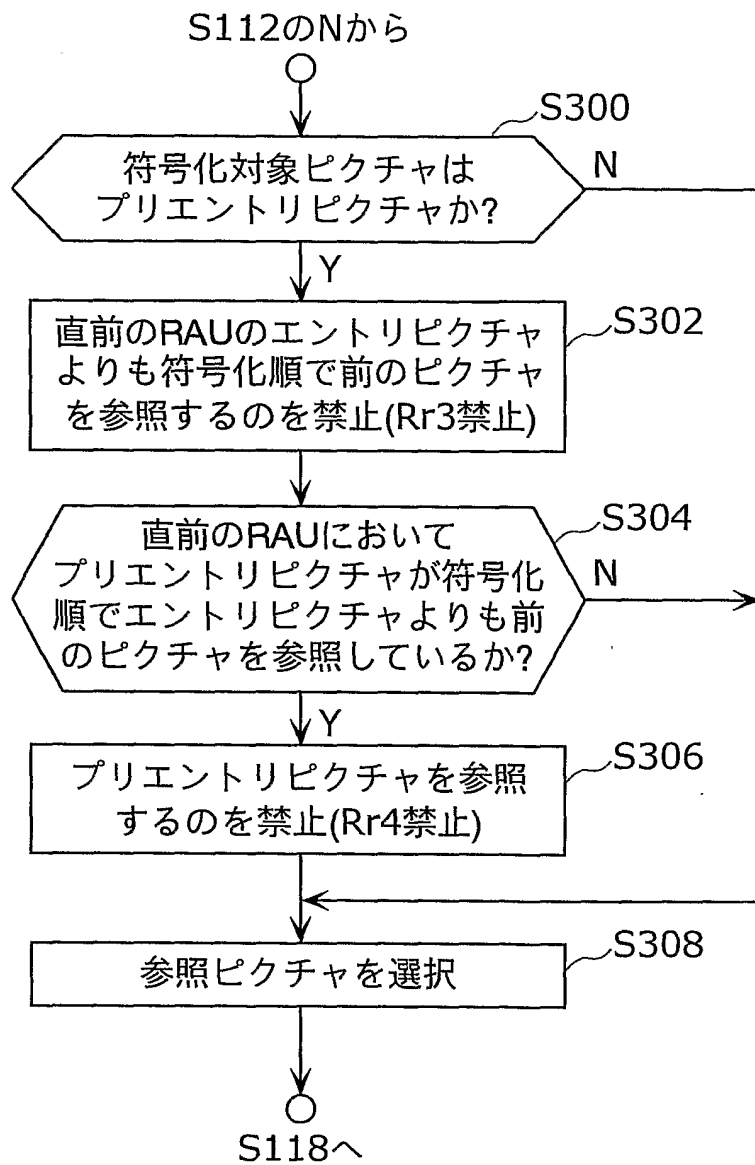 S112のNから
S300
符号化対象ピクチャは
プリエントリピクチャか?
N
Y
S302
直前のRAUのエントリピクチャ
よりも符号化順で前のピクチャ
を参照するのを禁止(Rr3禁止)
S304
直前のRAUにおいて
プリエントリピクチャが符号化
順でエントリピクチャよりも前
のピクチャを参照しているか?
N
Y
S306
プリエントリピクチャを参照
するのを禁止(Rr4禁止)
S308
参照ピクチャを選択
S118へ